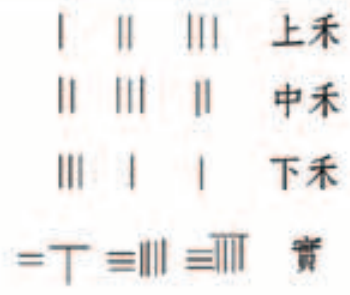 𝍠 𝍡 𝍢 上禾
𝍡 𝍢 𝍡 中禾
𝍢 𝍠 𝍠 下禾
𝍪𝍥 𝍫𝍣 𝍫𝍨 實